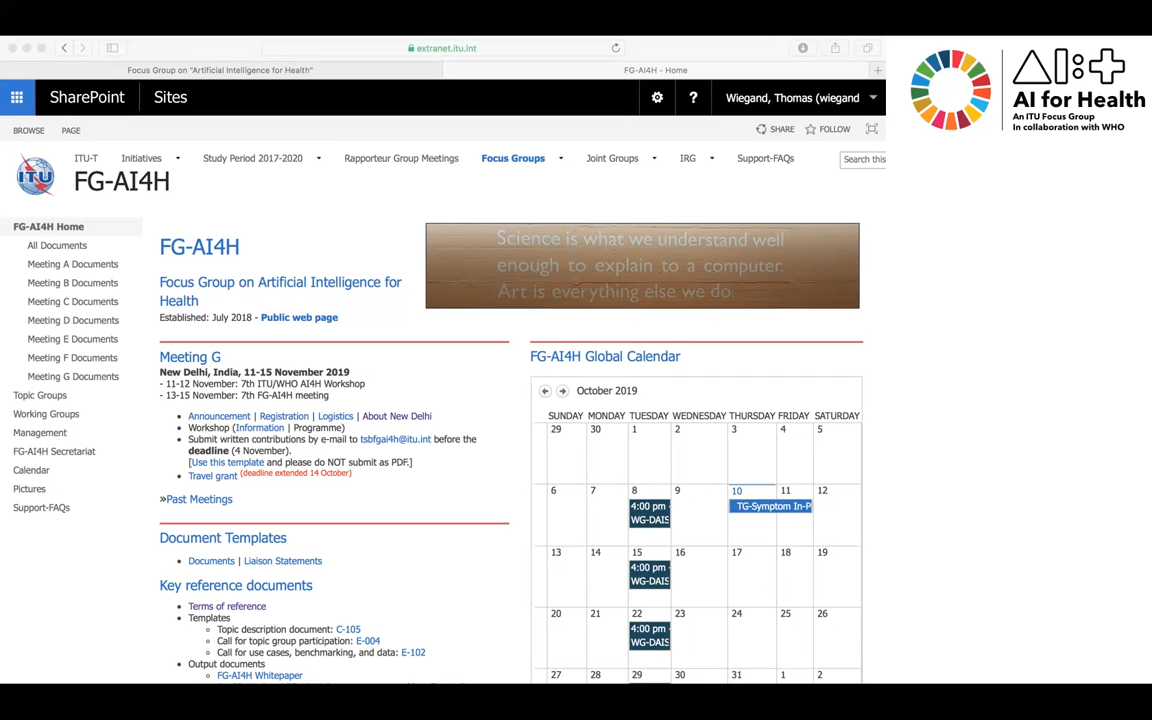 extranet.itu.int
Focus Group on "Artificial Intelligence for Health"
FG-AI4H - Home
SharePoint
Sites
?
Wiegand, Thomas (wiegand
BROWSE
PAGE
SHARE
FOLLOW
ITU-T
Initiatives
Study Period 2017-2020
Rapporteur Group Meetings
Focus Groups
Joint Groups
IRG
Support-FAQs
Search this
ITU
FG-AI4H
FG-AI4H Home
All Documents
Meeting A Documents
Meeting B Documents
Meeting C Documents
Meeting D Documents
Meeting E Documents
Meeting F Documents
Meeting G Documents
Topic Groups
Working Groups
Management
FG-AI4H Secretariat
Calendar
Pictures
Support-FAQs
FG-AI4H
Focus Group on Artificial Intelligence for
Health
Established: July 2018 - Public web page
Science is what we understand well
enough to explain to a computer.
Art is everything else we do.
Meeting G
New Delhi, India, 11-15 November 2019
- 11-12 November: 7th ITU/WHO AI4H Workshop
- 13-15 November: 7th FG-AI4H meeting
• Announcement | Registration | Logistics | About New Delhi
• Workshop (Information | Programme)
• Submit written contributions by e-mail to tsbfgai4h@itu.int before the
deadline (4 November).
[Use this template and please do NOT submit as PDF.]
• Travel grant (deadline extended 14 October)
»Past Meetings
Document Templates
• Documents | Liaison Statements
Key reference documents
• Terms of reference
• Templates
Topic description document: C-105
Call for topic group participation: E-004
Call for use cases, benchmarking, and data: E-102
• Output documents
FG-AI4H Whitepaper
FG-AI4H Global Calendar
October 2019
SUNDAY MONDAY TUESDAY WEDNESDAY THURSDAY FRIDAY SATURDAY
29 30 1 2 3 4 5
6 7 8 9 10 11 12
4:00 pm -
WG-DAIS
TG-Symptom In-P
13 14 15 16 17 18 19
4:00 pm -
WG-DAIS
20 21 22 23 24 25 26
4:00 pm -
WG-DAIS
27 28 29 30 31 1 2
AI for Health
An ITU Focus Group
In collaboration with WHO